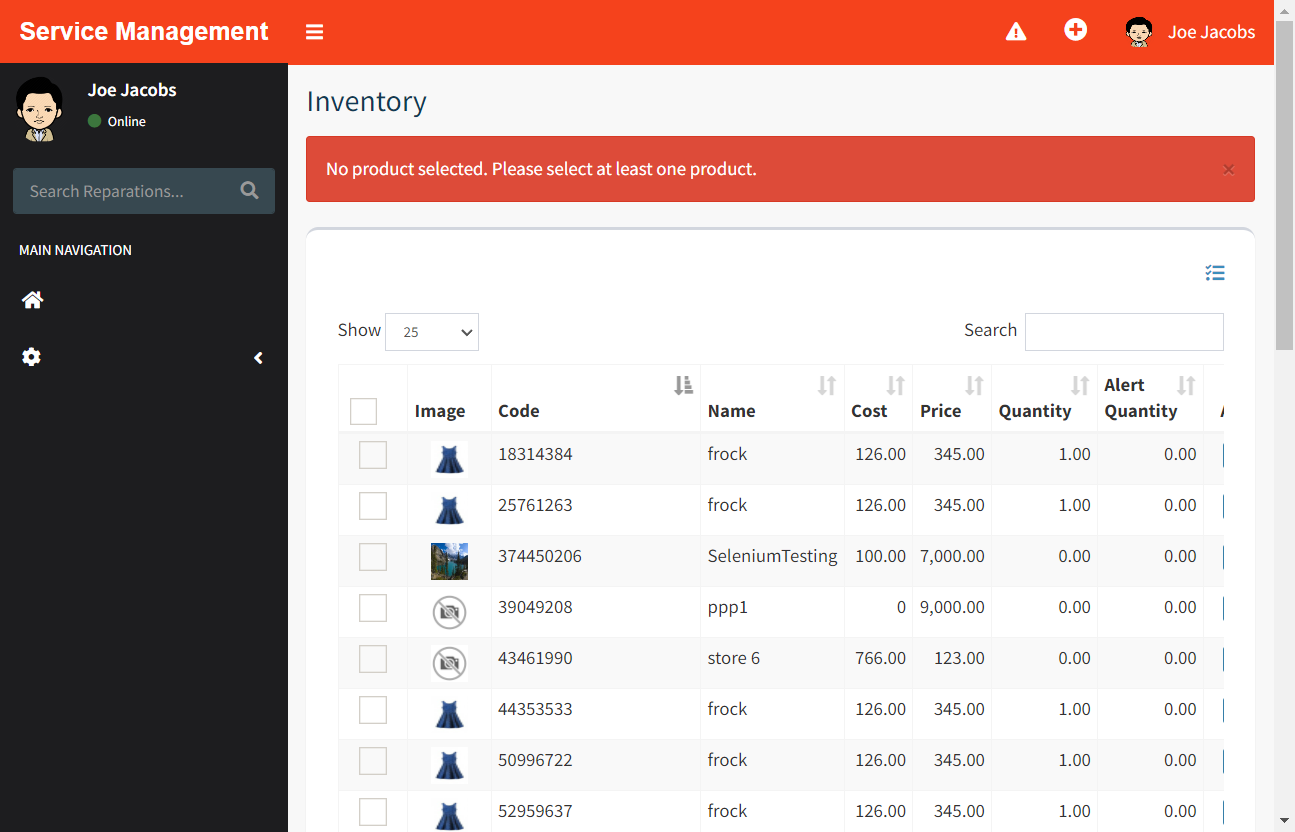 Service Management
Joe Jacobs
Joe Jacobs
Online
Search Reparations...
MAIN NAVIGATION
Inventory
No product selected. Please select at least one product.
×
Show 25 Search
Image Code Name Cost Price Quantity Alert Quantity
18314384 frock 126.00 345.00 1.00 0.00
25761263 frock 126.00 345.00 1.00 0.00
374450206 SeleniumTesting 100.00 7,000.00 0.00 0.00
39049208 ppp1 0 9,000.00 0.00 0.00
43461990 store 6 766.00 123.00 0.00 0.00
44353533 frock 126.00 345.00 1.00 0.00
50996722 frock 126.00 345.00 1.00 0.00
52959637 frock 126.00 345.00 1.00 0.00